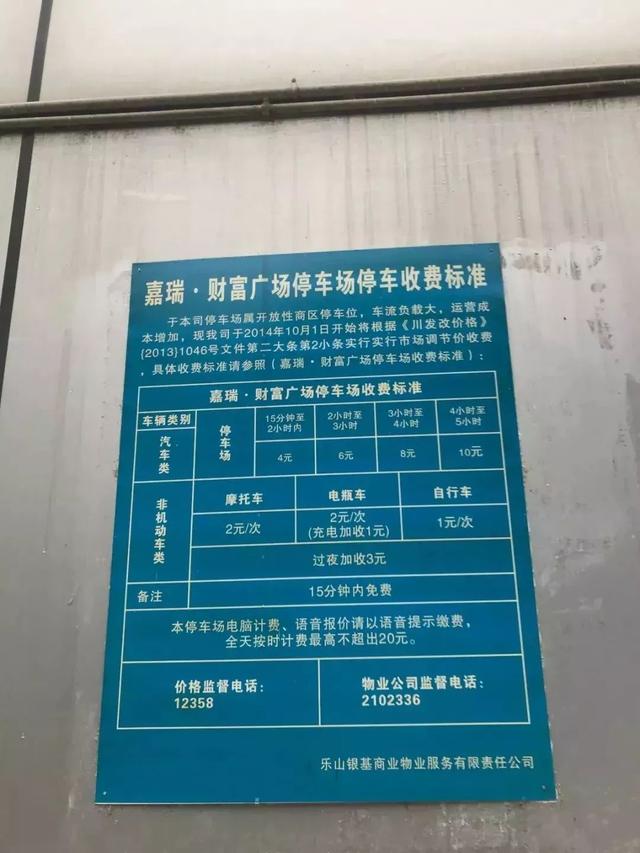 嘉瑞·财富广场停车场停车收费标准
于本司停车场属开放性商区停车位，车流负载大，运营成
本增加，现我司于2014年10月1日开始将根据《川发改价格》
{2013}1046号文件第二大条第2小条实行实行市场调节价收费
，具体收费标准请参照（嘉瑞·财富广场停车场收费标准）：
嘉瑞·财富广场停车场收费标准
车辆类别 停车场 15分钟至2小时内 2小时至3小时 3小时至4小时 4小时至5小时
汽车类 4元 6元 8元 10元
非机动车类 摩托车 电瓶车 自行车
2元/次 2元/次 1元/次
(充电加收1元)
过夜加收3元
备注 15分钟内免费
本停车场电脑计费、语音报价请以语音提示缴费，
全天按时计费最高不超出20元。
价格监督电话： 物业公司监督电话：
12358 2102336
乐山银基商业物业服务有限责任公司